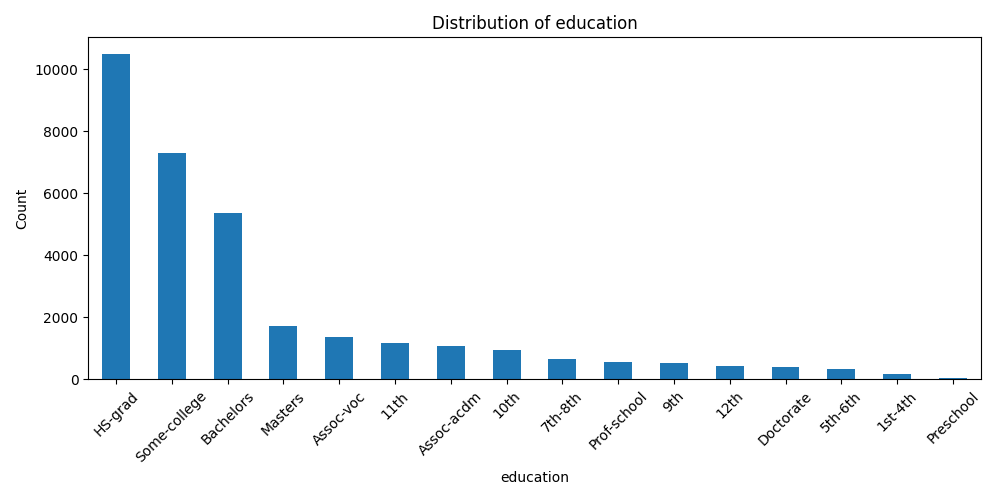 Distribution of education
Count
10000
8000
6000
4000
2000
0
HS-grad
Some-college
Bachelors
Masters
Assoc-voc
11th
Assoc-acdm
10th
7th-8th
Prof-school
9th
12th
Doctorate
5th-6th
1st-4th
Preschool
education